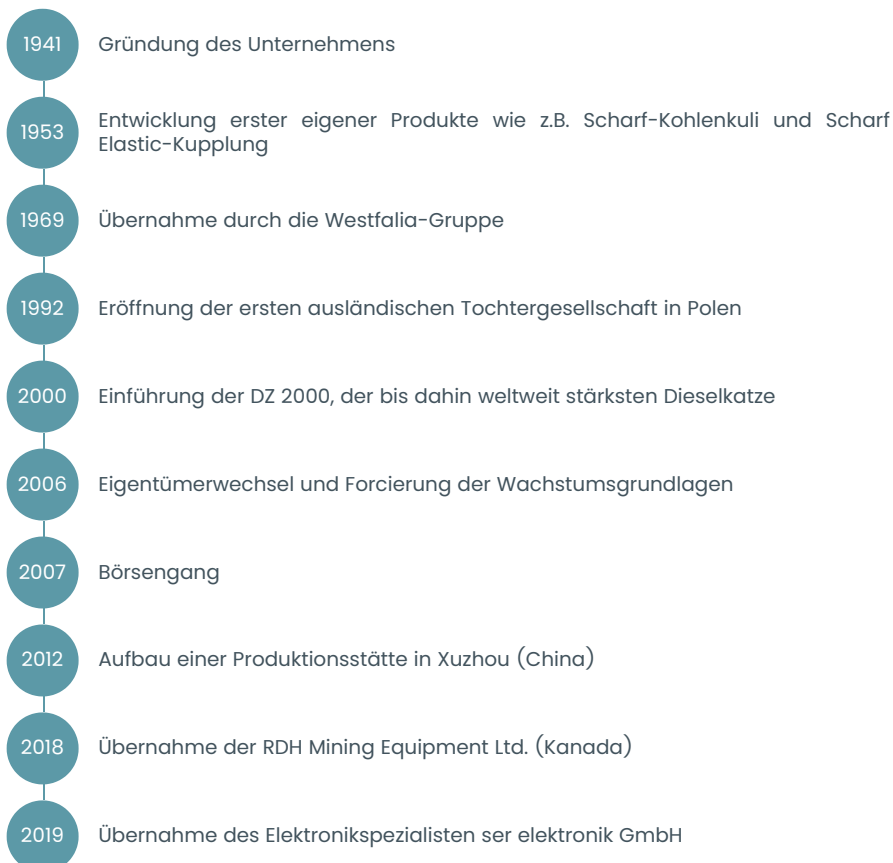 1941
Gründung des Unternehmens
1953
Entwicklung erster eigener Produkte wie z.B. Scharf-Kohlenkuli und Scharf
Elastic-Kupplung
1969
Übernahme durch die Westfalia-Gruppe
1992
Eröffnung der ersten ausländischen Tochtergesellschaft in Polen
2000
Einführung der DZ 2000, der bis dahin weltweit stärksten Dieselkatze
2006
Eigentümerwechsel und Forcierung der Wachstumsgrundlagen
2007
Börsengang
2012
Aufbau einer Produktionsstätte in Xuzhou (China)
2018
Übernahme der RDH Mining Equipment Ltd. (Kanada)
2019
Übernahme des Elektronikspezialisten ser elektronik GmbH